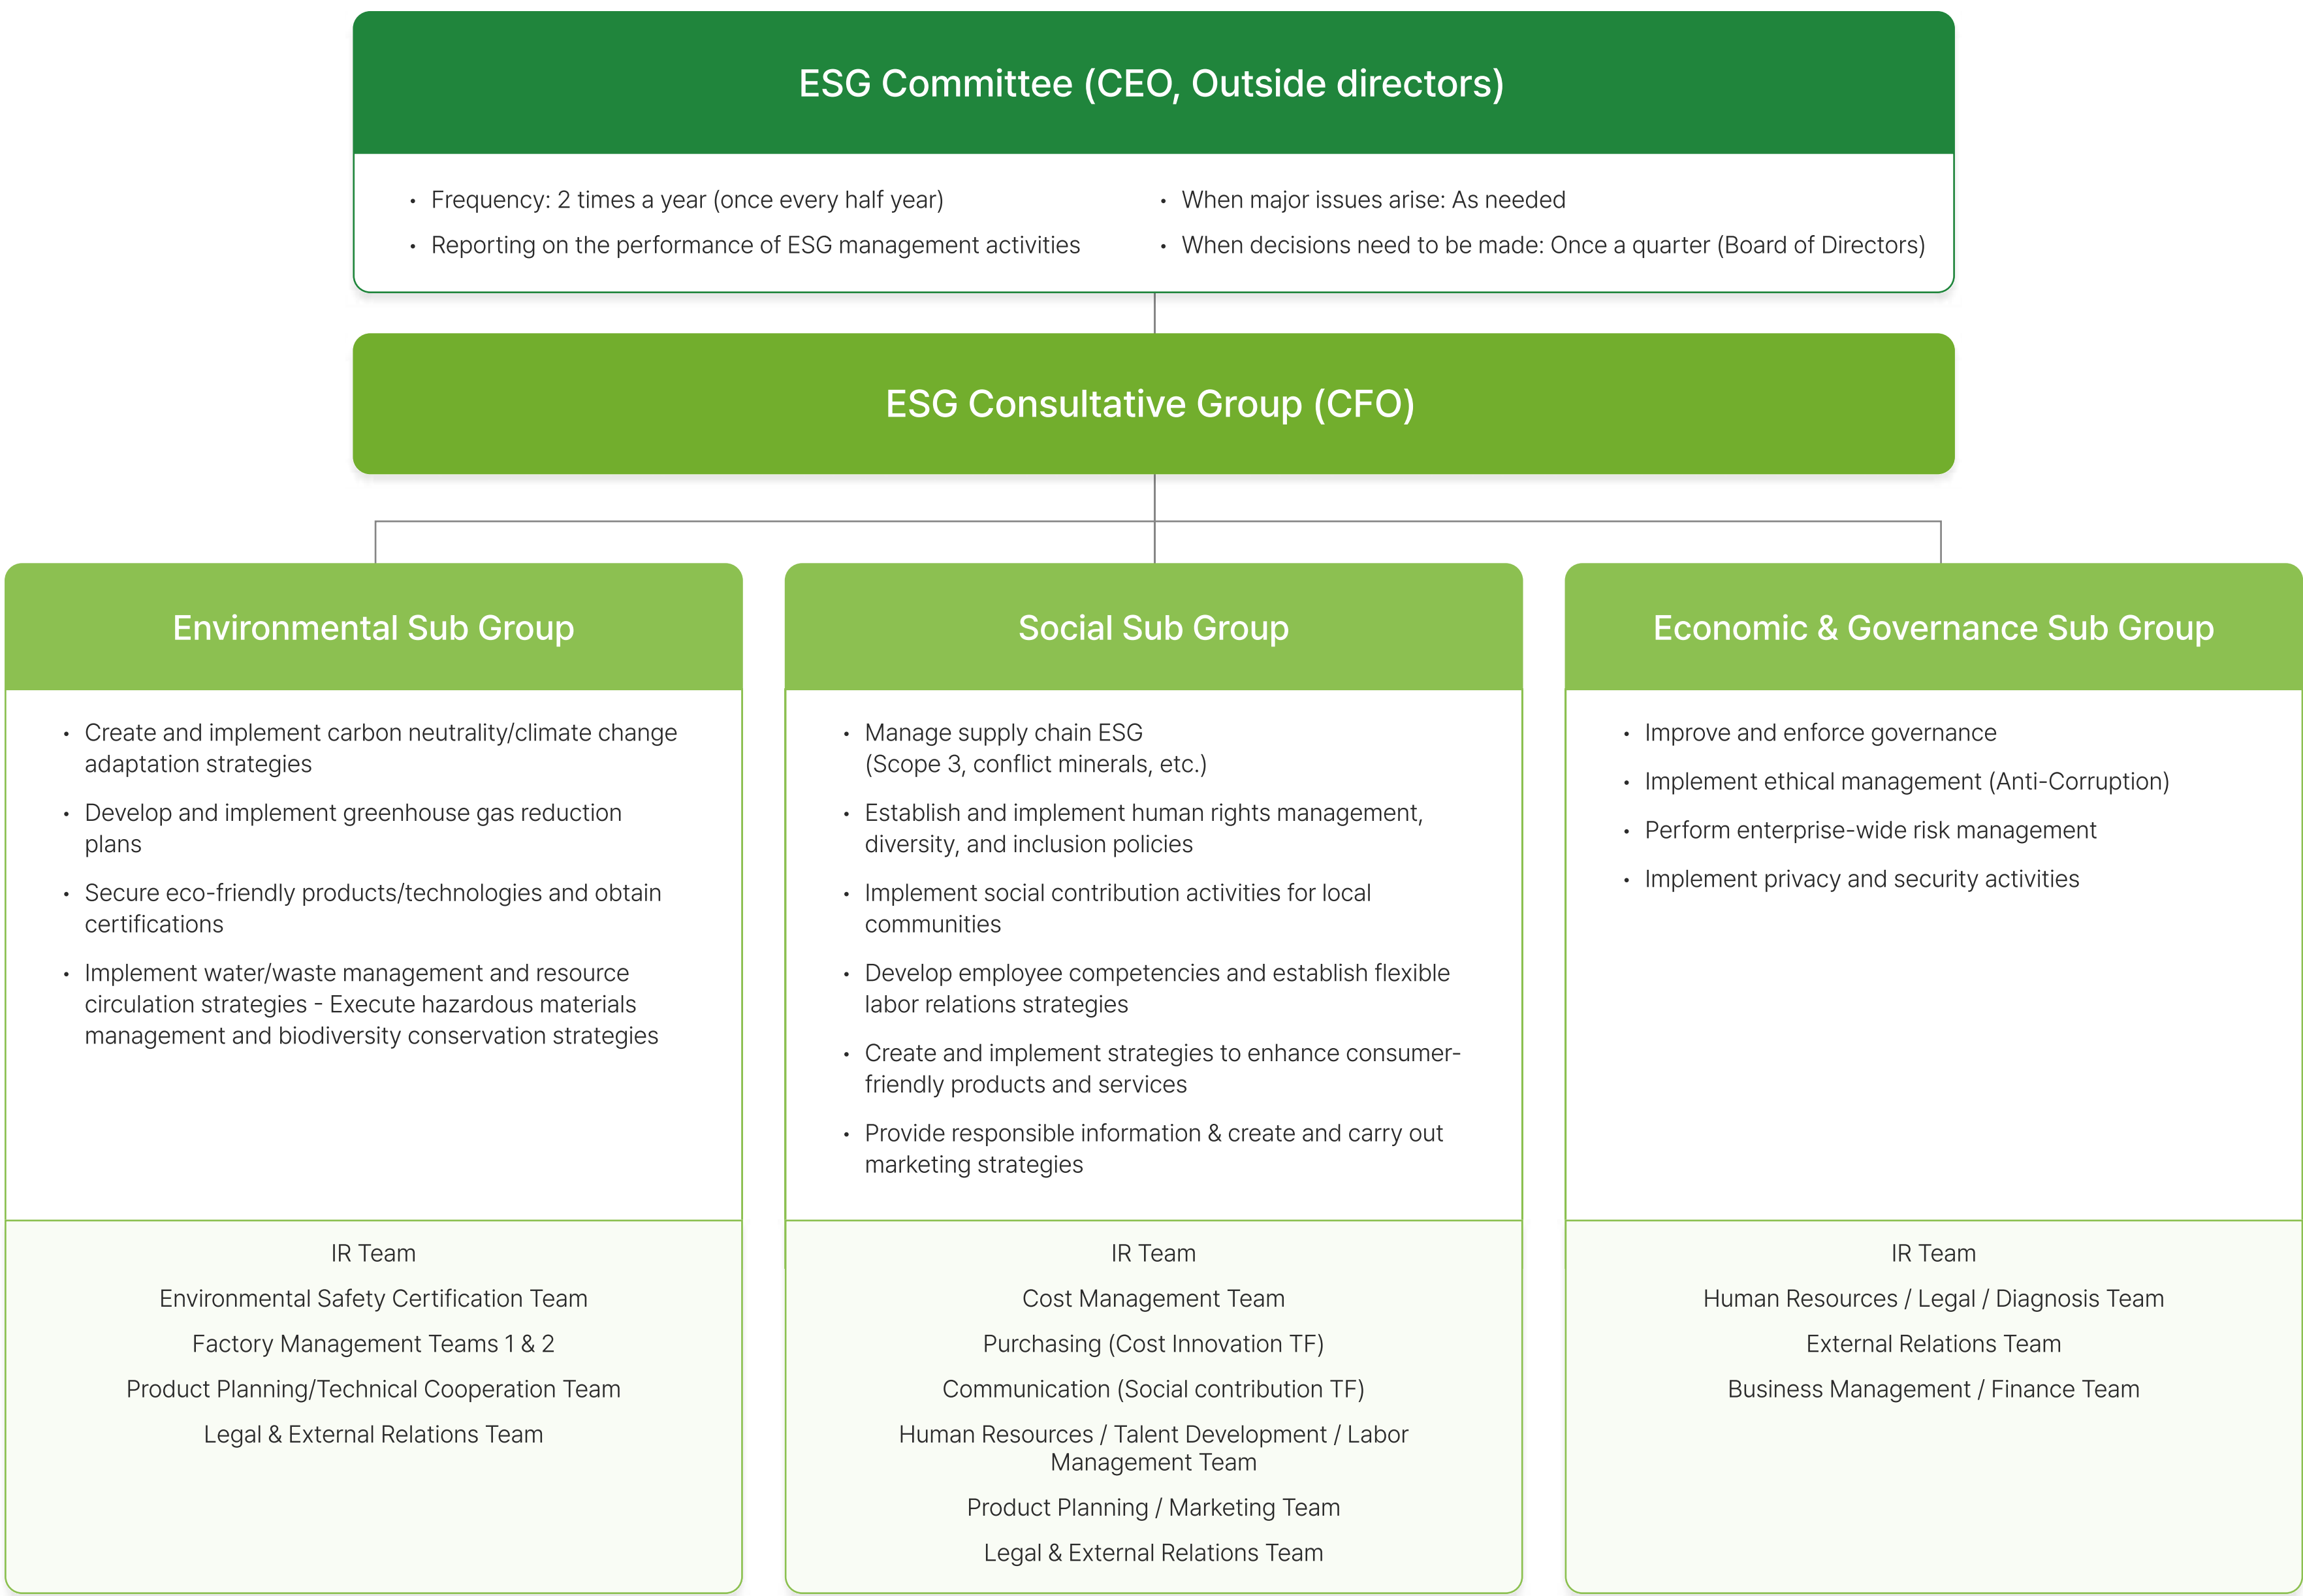 ESG Committee (CEO, Outside directors)
• Frequency: 2 times a year (once every half year)
• Reporting on the performance of ESG management activities
• When major issues arise: As needed
• When decisions need to be made: Once a quarter (Board of Directors)
ESG Consultative Group (CFO)
Environmental Sub Group
• Create and implement carbon neutrality/climate change
adaptation strategies
• Develop and implement greenhouse gas reduction
plans
• Secure eco-friendly products/technologies and obtain
certifications
• Implement water/waste management and resource
circulation strategies - Execute hazardous materials
management and biodiversity conservation strategies
IR Team
Environmental Safety Certification Team
Factory Management Teams 1 & 2
Product Planning/Technical Cooperation Team
Legal & External Relations Team
Social Sub Group
• Manage supply chain ESG
(Scope 3, conflict minerals, etc.)
• Establish and implement human rights management,
diversity, and inclusion policies
• Implement social contribution activities for local
communities
• Develop employee competencies and establish flexible
labor relations strategies
• Create and implement strategies to enhance consumer-
friendly products and services
• Provide responsible information & create and carry out
marketing strategies
IR Team
Cost Management Team
Purchasing (Cost Innovation TF)
Communication (Social contribution TF)
Human Resources / Talent Development / Labor
Management Team
Product Planning / Marketing Team
Legal & External Relations Team
Economic & Governance Sub Group
• Improve and enforce governance
• Implement ethical management (Anti-Corruption)
• Perform enterprise-wide risk management
• Implement privacy and security activities
IR Team
Human Resources / Legal / Diagnosis Team
External Relations Team
Business Management / Finance Team